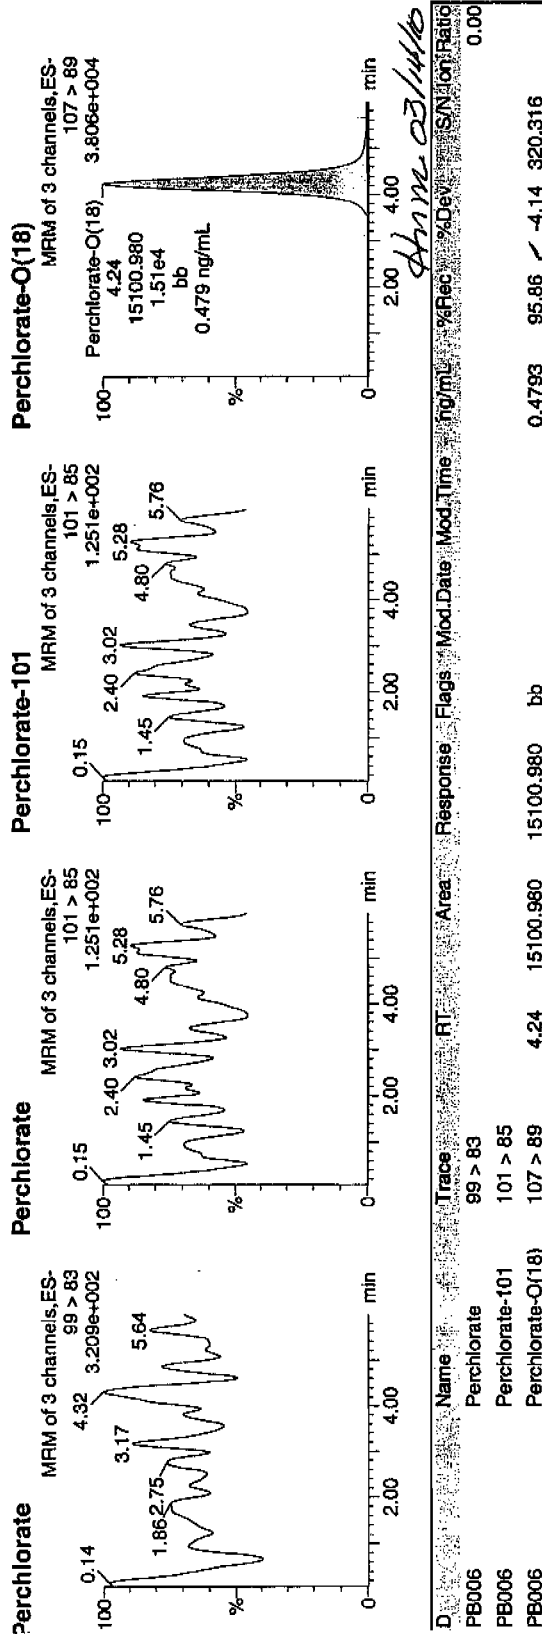 Perchlorate
MRM of 3 channels,ES-
99 > 83
3.209e+002
100
%
0
0.14
1.86
2.75
3.17
4.32
5.64
2.00
4.00
min
Perchlorate
MRM of 3 channels,ES-
101 > 85
1.251e+002
100
%
0
0.15
1.45
2.40
3.02
4.80
5.28
5.76
2.00
4.00
min
Perchlorate-101
MRM of 3 channels,ES-
101 > 85
1.251e+002
100
%
0
0.15
1.45
2.40
3.02
4.80
5.28
5.76
2.00
4.00
min
Perchlorate-O(18)
MRM of 3 channels,ES-
107 > 89
3.806e+004
100
%
0
Perchlorate-O(18)
4.24
15100.980
1.51e4
bb
0.479 ng/mL
2.00
4.00
min
03/14/10
D Name Trace RT Area Response Flags Mod.Date Mod.Time ng/mL %Rec %Dev S/N Ion Ratio
PB006 Perchlorate 99 > 83 0.00
PB006 Perchlorate-101 101 > 85
PB006 Perchlorate-O(18) 107 > 89 4.24 15100.980 15100.980 bb 0.4793 95.86 ✓ -4.14 320.316